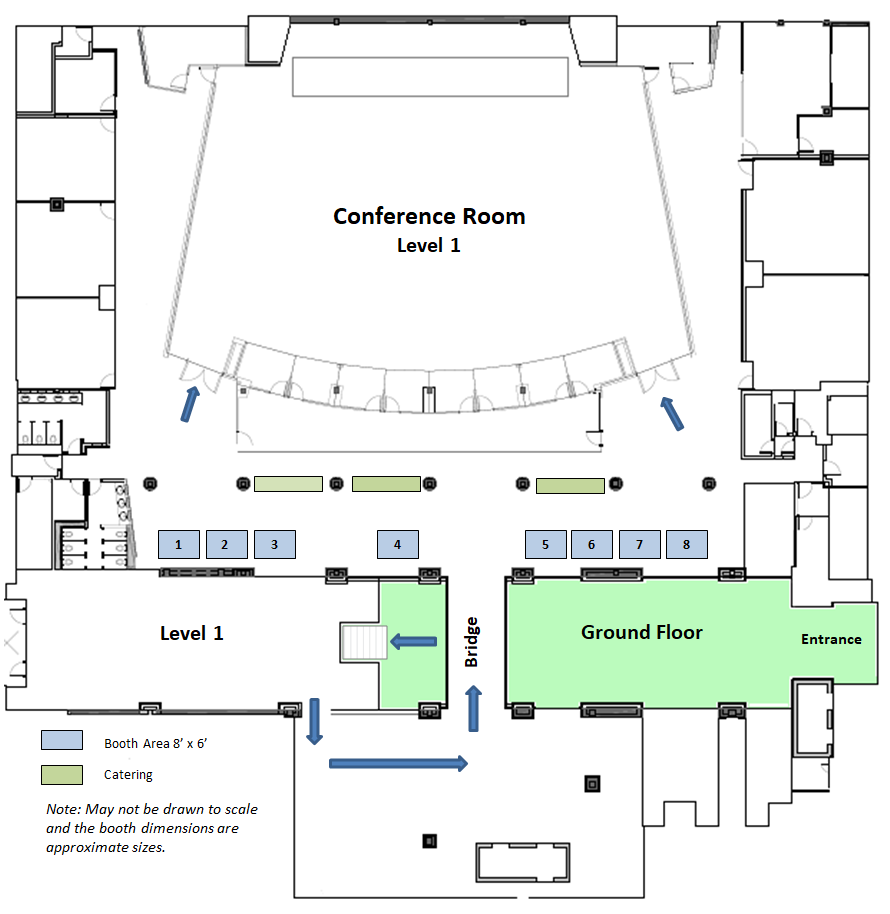 Conference Room
Level 1
1 2 3 4 5 6 7 8
Level 1
Bridge
Ground Floor
Entrance
Booth Area 8’ x 6’
Catering
Note: May not be drawn to scale
and the booth dimensions are
approximate sizes.